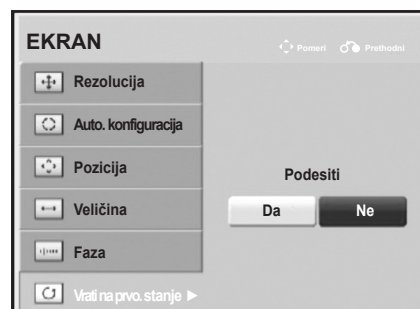 EKRAN
Pomeri Prethodni
Rezolucija
Auto. konfiguracija
Pozicija
Veličina
Faza
Vrati na prvo. stanje ►
Podesiti
Da Ne